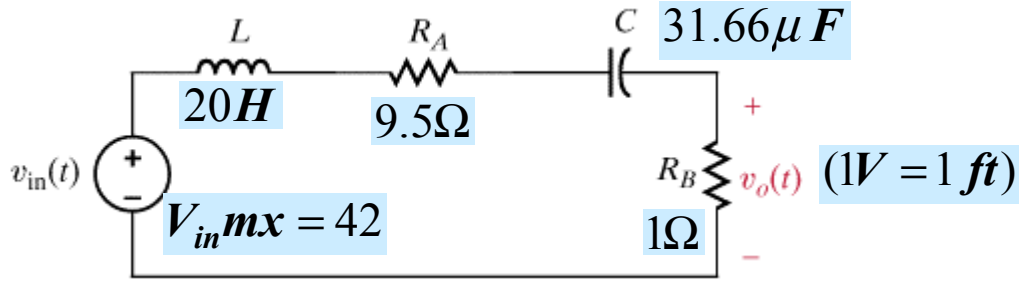 L R_A C 31.66μF
20H 9.5Ω
+
v_in(t) + − R_B v_o(t) (1V = 1 ft)
V_in mx = 42 1Ω
−